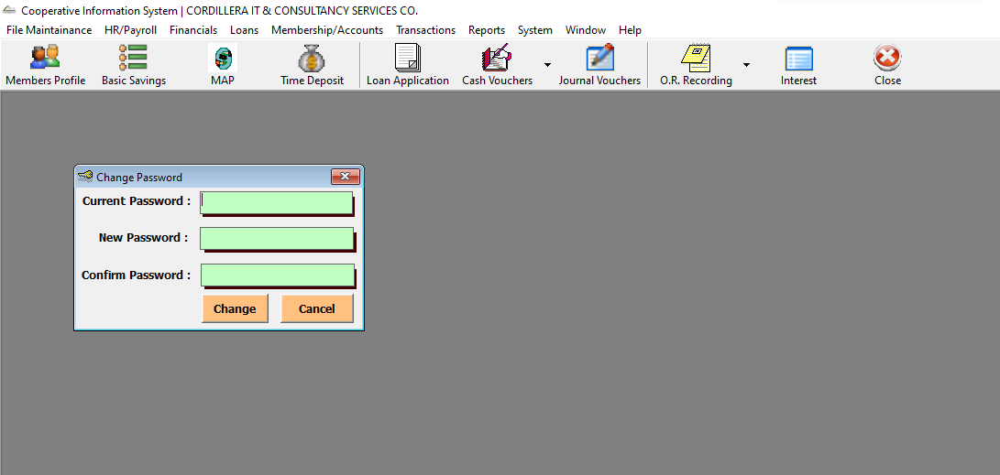 Cooperative Information System | CORDILLERA IT & CONSULTANCY SERVICES CO.
File Maintainance HR/Payroll Financials Loans Membership/Accounts Transactions Reports System Window Help
Members Profile Basic Savings MAP Time Deposit Loan Application Cash Vouchers Journal Vouchers O.R. Recording Interest Close
Change Password
Current Password :
New Password :
Confirm Password :
Change Cancel